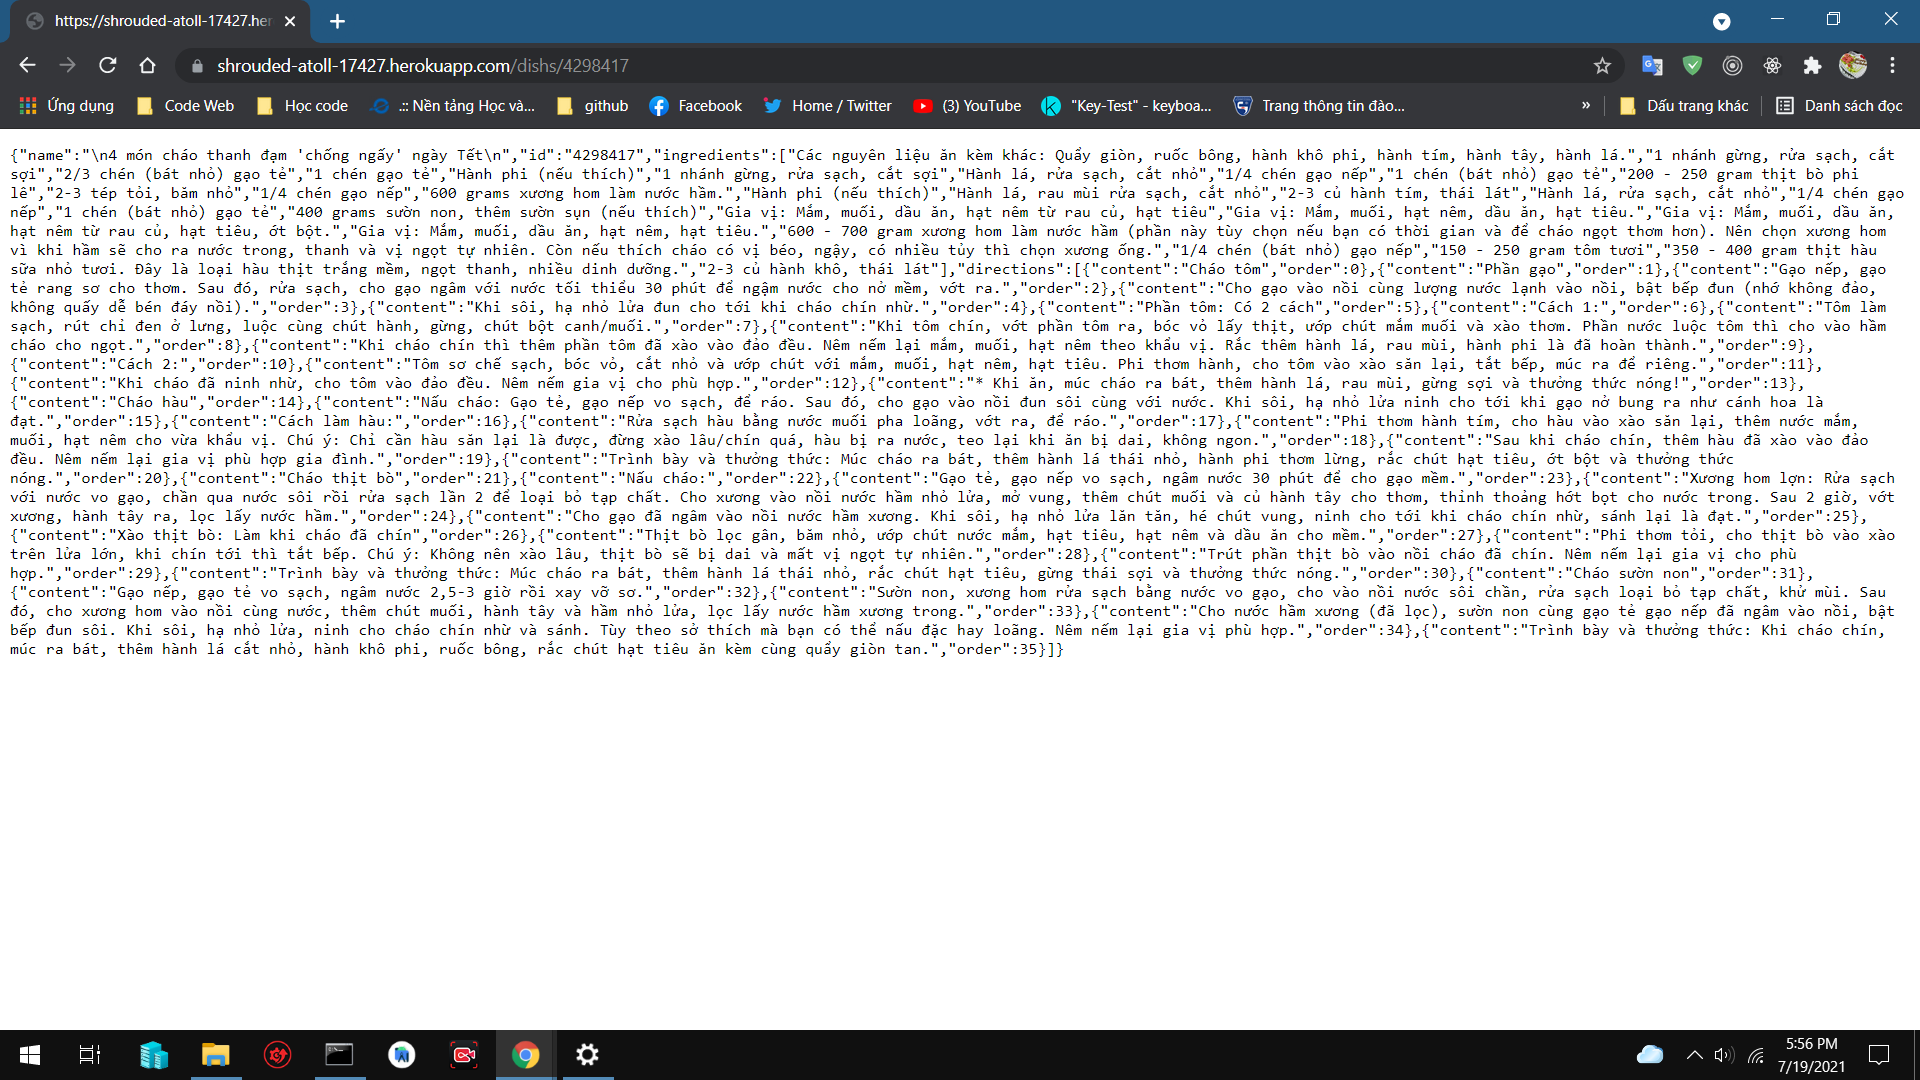 https://shrouded-atoll-17427.her
shrouded-atoll-17427.herokuapp.com/dishs/4298417
Ứng dụng Code Web Học code .:: Nền tảng Học và... github Facebook Home / Twitter (3) YouTube "Key-Test" - keyboa... Trang thông tin đào... » Dấu trang khác Danh sách đọc
{"name":"\n4 món cháo thanh đạm 'chống ngấy' ngày Tết\n","id":"4298417","ingredients":["Các nguyên liệu ăn kèm khác: Quẩy giòn, ruốc bông, hành khô phi, hành tím, hành tây, hành lá.","1 nhánh gừng, rửa sạch, cắt
sợi","2/3 chén (bát nhỏ) gạo tẻ","1 chén gạo tẻ","Hành phi (nếu thích)","1 nhánh gừng, rửa sạch, cắt sợi","Hành lá, rửa sạch, cắt nhỏ","1/4 chén gạo nếp","1 chén (bát nhỏ) gạo tẻ","200 - 250 gram thịt bò phi
lê","2-3 tép tỏi, băm nhỏ","1/4 chén gạo nếp","600 grams xương hom làm nước hầm.","Hành phi (nếu thích)","Hành lá, rau mùi rửa sạch, cắt nhỏ","2-3 củ hành tím, thái lát","Hành lá, rửa sạch, cắt nhỏ","1/4 chén gạo
nếp","1 chén (bát nhỏ) gạo tẻ","400 grams sườn non, thêm sườn sụn (nếu thích)","Gia vị: Mắm, muối, dầu ăn, hạt nêm từ rau củ, hạt tiêu","Gia vị: Mắm, muối, hạt nêm, dầu ăn, hạt tiêu.","Gia vị: Mắm, muối, dầu ăn,
hạt nêm từ rau củ, hạt tiêu, ớt bột.","Gia vị: Mắm, muối, dầu ăn, hạt nêm, hạt tiêu.","600 - 700 gram xương hom làm nước hầm (phần này tùy chọn nếu bạn có thời gian và để cháo ngọt thơm hơn). Nên chọn xương hom
vì khi hầm sẽ cho ra nước trong, thanh và vị ngọt tự nhiên. Còn nếu thích cháo có vị béo, ngậy, có nhiều tủy thì chọn xương ống.","1/4 chén (bát nhỏ) gạo nếp","150 - 250 gram tôm tươi","350 - 400 gram thịt hàu
sữa nhỏ tươi. Đây là loại hàu thịt trắng mềm, ngọt thanh, nhiều dinh dưỡng.","2-3 củ hành khô, thái lát"],"directions":[{"content":"Cháo tôm","order":0},{"content":"Phần gạo","order":1},{"content":"Gạo nếp, gạo
tẻ rang sơ cho thơm. Sau đó, rửa sạch, cho gạo ngâm với nước tối thiểu 30 phút để ngậm nước cho nở mềm, vớt ra.","order":2},{"content":"Cho gạo vào nồi cùng lượng nước lạnh vào nồi, bật bếp đun (nhớ không đảo,
không quấy dễ bén đáy nồi).","order":3},{"content":"Khi sôi, hạ nhỏ lửa đun cho tới khi cháo chín nhừ.","order":4},{"content":"Phần tôm: Có 2 cách","order":5},{"content":"Cách 1:","order":6},{"content":"Tôm làm
sạch, rút chỉ đen ở lưng, luộc cùng chút hành, gừng, chút bột canh/muối.","order":7},{"content":"Khi tôm chín, vớt phần tôm ra, bóc vỏ lấy thịt, ướp chút mắm muối và xào thơm. Phần nước luộc tôm thì cho vào hầm
cháo cho ngọt.","order":8},{"content":"Khi cháo chín thì thêm phần tôm đã xào vào đảo đều. Nêm nếm lại mắm, muối, hạt nêm theo khẩu vị. Rắc thêm hành lá, rau mùi, hành phi là đã hoàn thành.","order":9},
{"content":"Cách 2:","order":10},{"content":"Tôm sơ chế sạch, bóc vỏ, cắt nhỏ và ướp chút với mắm, muối, hạt nêm, hạt tiêu. Phi thơm hành, cho tôm vào xào săn lại, tắt bếp, múc ra để riêng.","order":11},
{"content":"Khi cháo đã ninh nhừ, cho tôm vào đảo đều. Nêm nếm gia vị cho phù hợp.","order":12},{"content":"* Khi ăn, múc cháo ra bát, thêm hành lá, rau mùi, gừng sợi và thưởng thức nóng!","order":13},
{"content":"Cháo hàu","order":14},{"content":"Nấu cháo: Gạo tẻ, gạo nếp vo sạch, để ráo. Sau đó, cho gạo vào nồi đun sôi cùng với nước. Khi sôi, hạ nhỏ lửa ninh cho tới khi gạo nở bung ra như cánh hoa là
đạt.","order":15},{"content":"Cách làm hàu:","order":16},{"content":"Rửa sạch hàu bằng nước muối pha loãng, vớt ra, để ráo.","order":17},{"content":"Phi thơm hành tím, cho hàu vào xào săn lại, thêm nước mắm,
muối, hạt nêm cho vừa khẩu vị. Chú ý: Chỉ cần hàu săn lại là được, đừng xào lâu/chín quá, hàu bị ra nước, teo lại khi ăn bị dai, không ngon.","order":18},{"content":"Sau khi cháo chín, thêm hàu đã xào vào đảo
đều. Nêm nếm lại gia vị phù hợp gia đình.","order":19},{"content":"Trình bày và thưởng thức: Múc cháo ra bát, thêm hành lá thái nhỏ, hành phi thơm lừng, rắc chút hạt tiêu, ớt bột và thưởng thức
nóng.","order":20},{"content":"Cháo thịt bò","order":21},{"content":"Nấu cháo:","order":22},{"content":"Gạo tẻ, gạo nếp vo sạch, ngâm nước 30 phút để cho gạo mềm.","order":23},{"content":"Xương hom lợn: Rửa sạch
với nước vo gạo, chần qua nước sôi rồi rửa sạch lần 2 để loại bỏ tạp chất. Cho xương vào nồi nước hầm nhỏ lửa, mở vung, thêm chút muối và củ hành tây cho thơm, thỉnh thoảng hớt bọt cho nước trong. Sau 2 giờ, vớt
xương, hành tây ra, lọc lấy nước hầm.","order":24},{"content":"Cho gạo đã ngâm vào nồi nước hầm xương. Khi sôi, hạ nhỏ lửa lăn tăn, hé chút vung, ninh cho tới khi cháo chín nhừ, sánh lại là đạt.","order":25},
{"content":"Xào thịt bò: Làm khi cháo đã chín","order":26},{"content":"Thịt bò lọc gân, băm nhỏ, ướp chút nước mắm, hạt tiêu, hạt nêm và dầu ăn cho mềm.","order":27},{"content":"Phi thơm tỏi, cho thịt bò vào xào
trên lửa lớn, khi chín tới thì tắt bếp. Chú ý: Không nên xào lâu, thịt bò sẽ bị dai và mất vị ngọt tự nhiên.","order":28},{"content":"Trút phần thịt bò vào nồi cháo đã chín. Nêm nếm lại gia vị cho phù
hợp.","order":29},{"content":"Trình bày và thưởng thức: Múc cháo ra bát, thêm hành lá thái nhỏ, rắc chút hạt tiêu, gừng thái sợi và thưởng thức nóng.","order":30},{"content":"Cháo sườn non","order":31},
{"content":"Gạo nếp, gạo tẻ vo sạch, ngâm nước 2,5-3 giờ rồi xay vỡ sơ.","order":32},{"content":"Sườn non, xương hom rửa sạch bằng nước vo gạo, cho vào nồi nước sôi chần, rửa sạch loại bỏ tạp chất, khử mùi. Sau
đó, cho xương hom vào nồi cùng nước, thêm chút muối, hành tây và hầm nhỏ lửa, lọc lấy nước hầm xương trong.","order":33},{"content":"Cho nước hầm xương (đã lọc), sườn non cùng gạo tẻ gạo nếp đã ngâm vào nồi, bật
bếp đun sôi. Khi sôi, hạ nhỏ lửa, ninh cho cháo chín nhừ và sánh. Tùy theo sở thích mà bạn có thể nấu đặc hay loãng. Nêm nếm lại gia vị phù hợp.","order":34},{"content":"Trình bày và thưởng thức: Khi cháo chín,
múc ra bát, thêm hành lá cắt nhỏ, hành khô phi, ruốc bông, rắc chút hạt tiêu ăn kèm cùng quẩy giòn tan.","order":35}]}
5:56 PM
7/19/2021